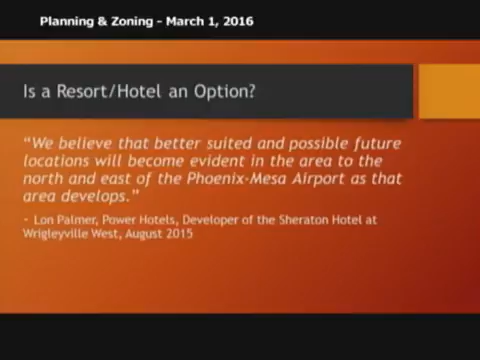 Planning & Zoning - March 1, 2016
Is a Resort/Hotel an Option?
“We believe that better suited and possible future
locations will become evident in the area to the
north and east of the Phoenix-Mesa Airport as that
area develops.”
- Lon Palmer, Power Hotels, Developer of the Sheraton Hotel at
Wrigleyville West, August 2015